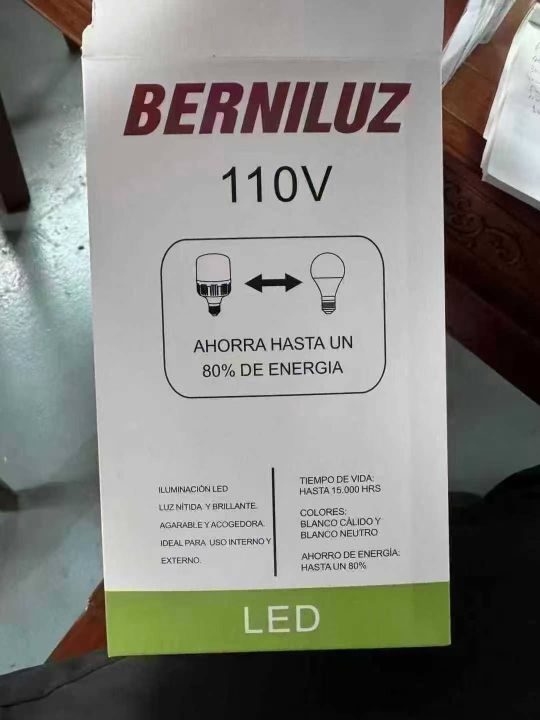 BERNILUZ
110V
AHORRA HASTA UN
80% DE ENERGIA
ILUMINACIÓN LED
LUZ NÍTIDA Y BRILLANTE.
AGARABLE Y ACOGEDORA.
IDEAL PARA USO INTERNO Y
EXTERNO.
TIEMPO DE VIDA:
HASTA 15.000 HRS
COLORES:
BLANCO CÁLIDO Y
BLANCO NEUTRO
AHORRO DE ENERGÍA:
HASTA UN 80%
LED